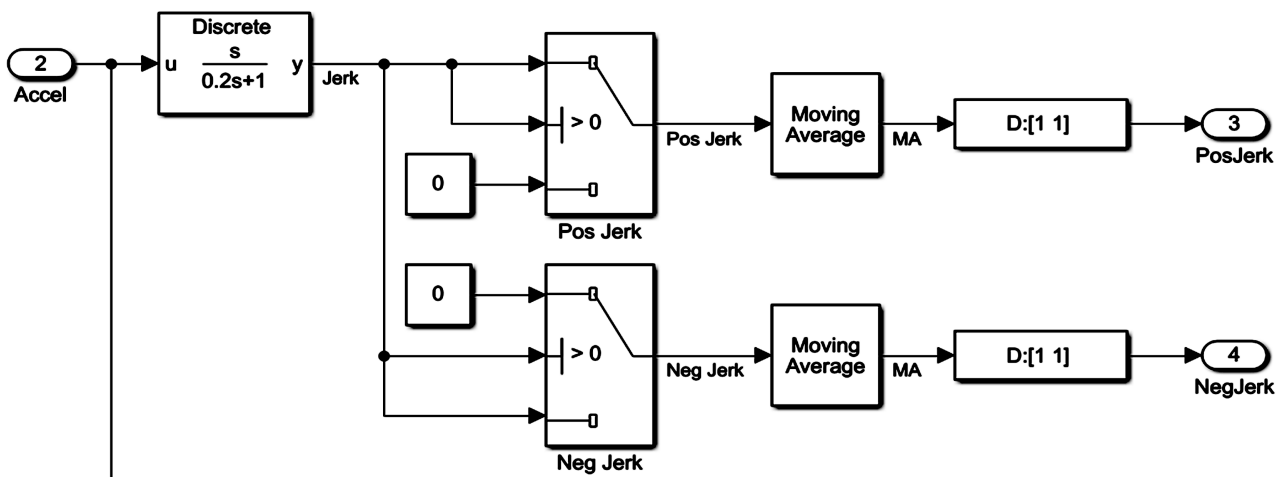 Discrete
2
Accel
u
s
0.2s+1
y
Jerk
> 0
0
Pos Jerk
Pos Jerk
Moving
Average
MA
D:[1 1]
3
PosJerk
0
> 0
Neg Jerk
Neg Jerk
Moving
Average
MA
D:[1 1]
4
NegJerk